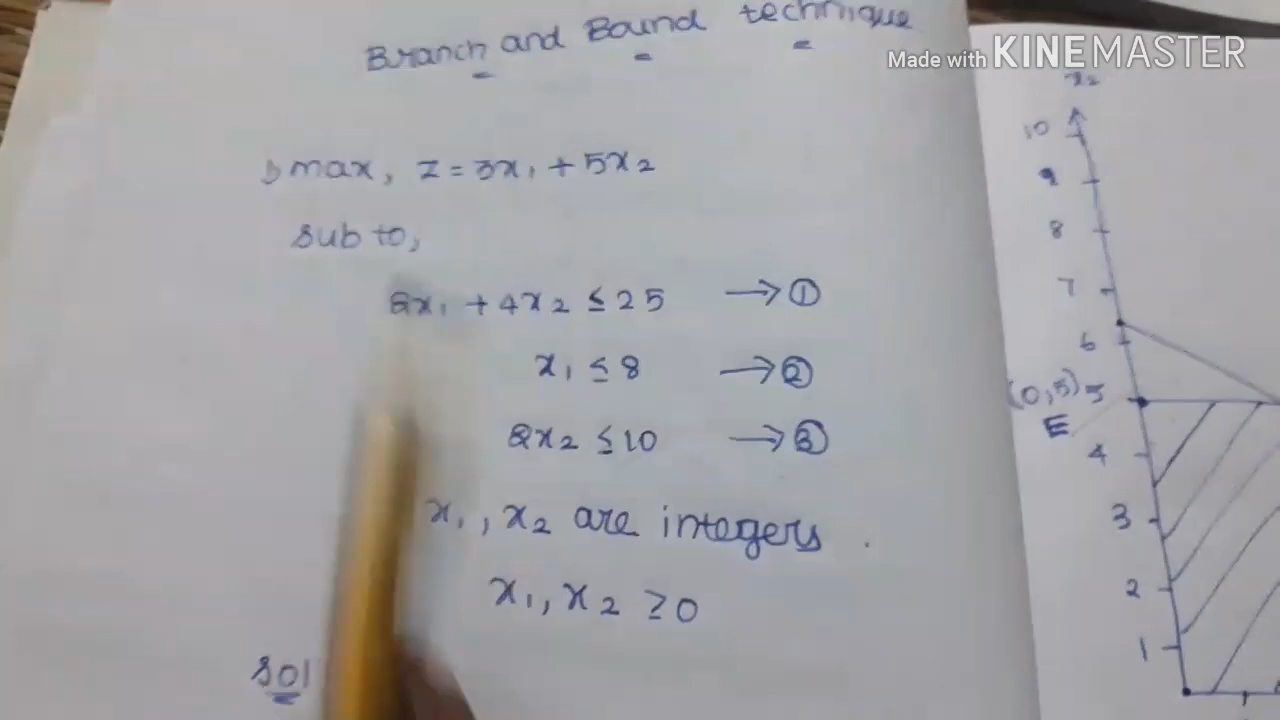 Branch and Bound technique
Made with KINEMASTER
1) max, z = 3x₁ + 5x₂
sub to,
2x₁ + 4x₂ ≤ 25 → ①
x₁ ≤ 8 → ②
2x₂ ≤ 10 → ③
x₁, x₂ are integers.
x₁, x₂ ≥ 0
Sol
x₂
10
9
8
7
6
(0,5) 5
E
4
3
2
1